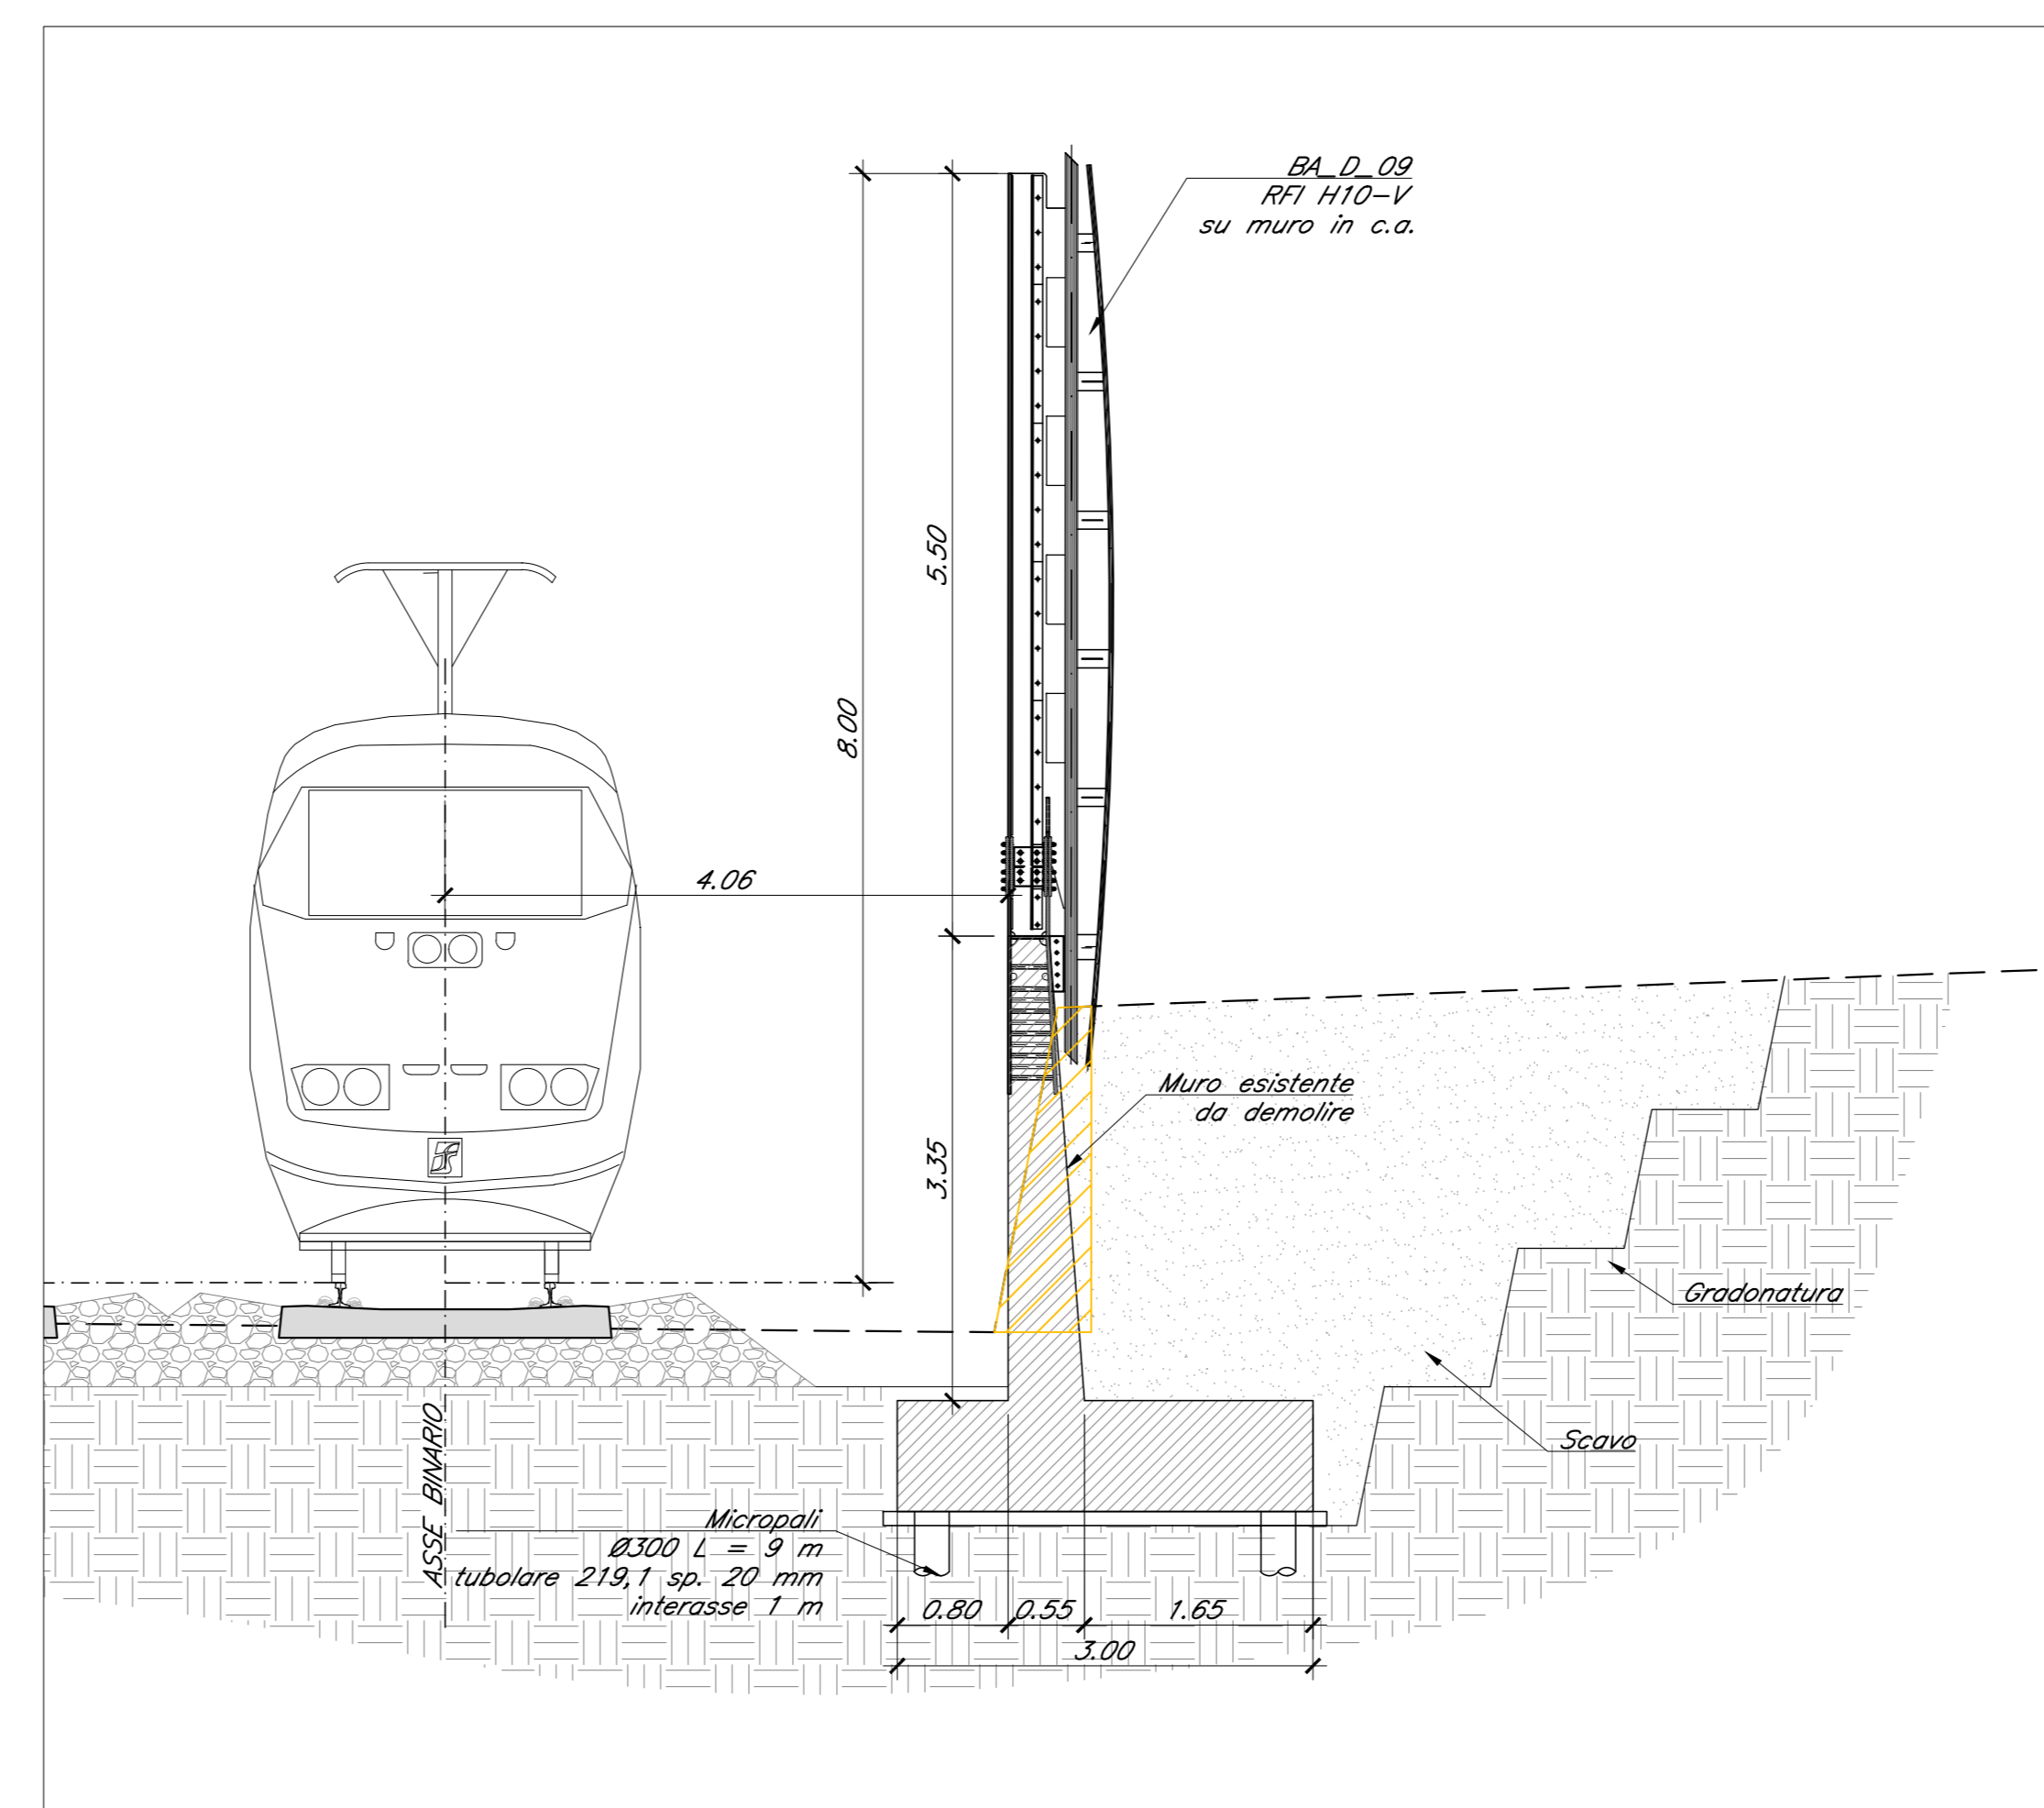 BA_D_09
RFI H10-V
su muro in c.a.
5.50
8.00
4.06
Muro esistente
da demolire
3.35
Gradonatura
Scavo
ASSE BINARIO
Micropali
Ø300 L = 9 m
tubolare 219,1 sp. 20 mm
interasse 1 m
0.80 0.55 1.65
3.00